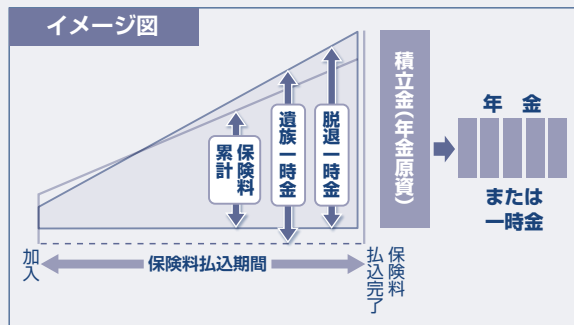 イメージ図
保険料
累計
遺族一時金
脱退一時金
積立金(年金原資)
年　金
または
一時金
加入
保険料払込期間
保険料
払込完了